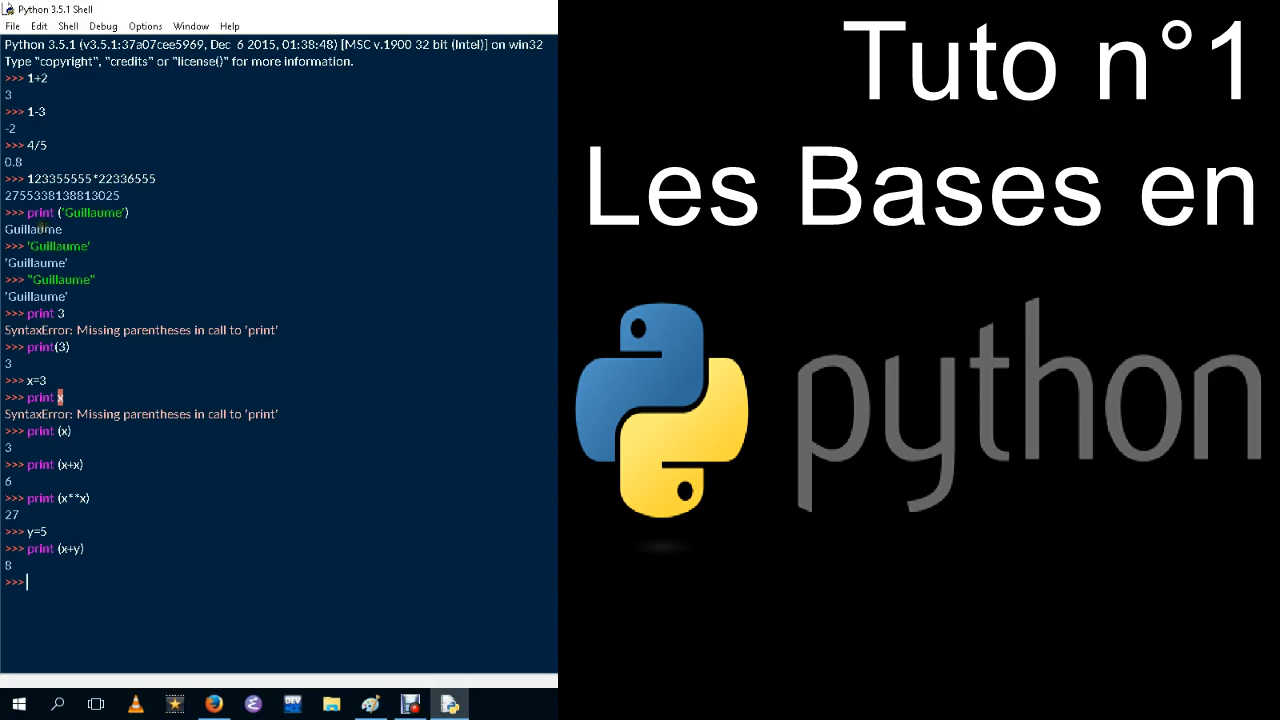 Python 3.5.1 Shell
File Edit Shell Debug Options Window Help
Python 3.5.1 (v3.5.1:37a07cee5969, Dec  6 2015, 01:38:48) [MSC v.1900 32 bit (Intel)] on win32
Type "copyright", "credits" or "license()" for more information.
>>> 1+2
3
>>> 1-3
-2
>>> 4/5
0.8
>>> 123355555*22336555
2755338138813025
>>> print ('Guillaume')
Guillaume
>>> 'Guillaume'
'Guillaume'
>>> "Guillaume"
'Guillaume'
>>> print 3
SyntaxError: Missing parentheses in call to 'print'
>>> print(3)
3
>>> x=3
>>> print x
SyntaxError: Missing parentheses in call to 'print'
>>> print (x)
3
>>> print (x+x)
6
>>> print (x**x)
27
>>> y=5
>>> print (x+y)
8
>>>
DEV
Tuto n°1
Les Bases en
python